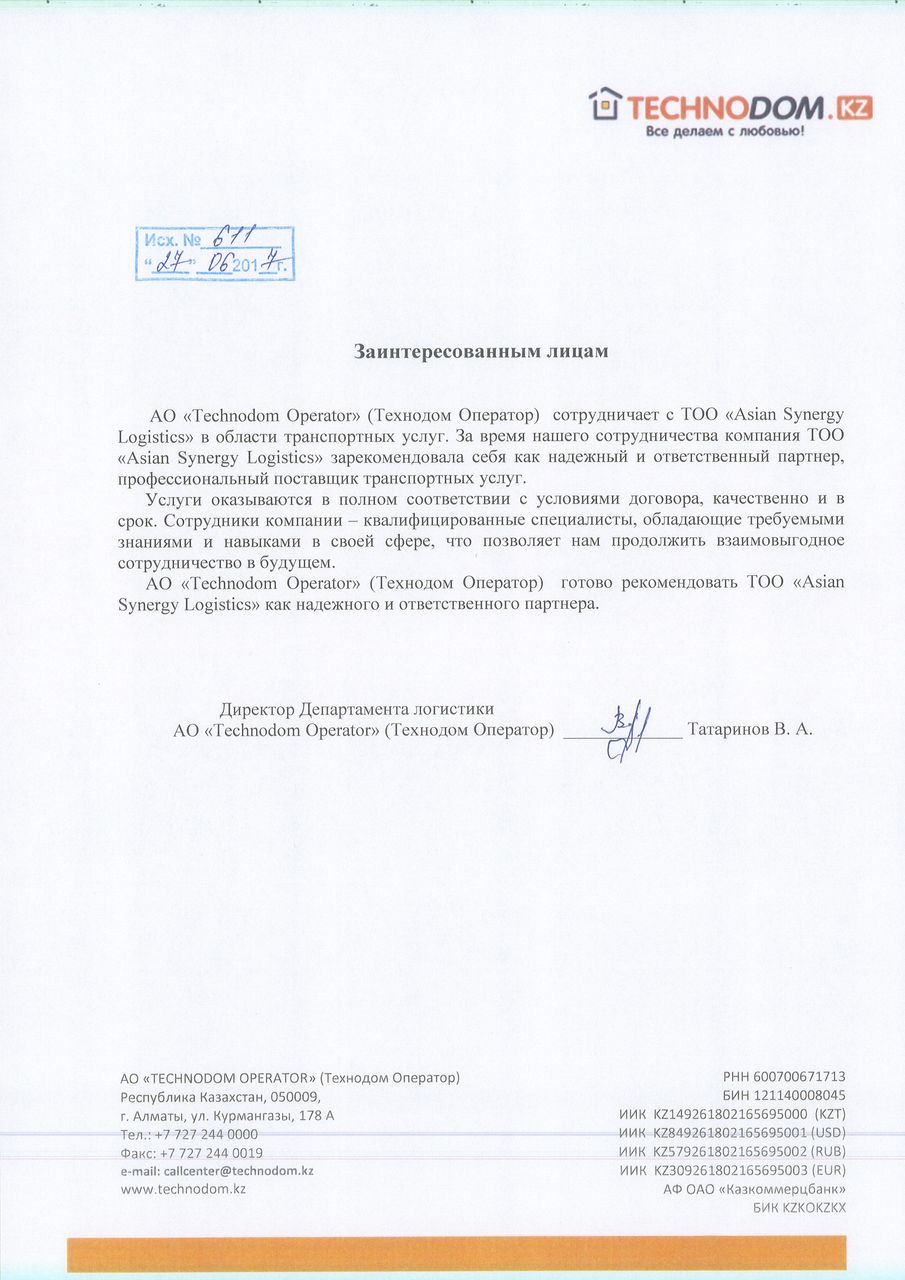 TECHNODOM.KZ
Все делаем с любовью!
Исх. № 611
"27" 06 2017г.
Заинтересованным лицам
АО «Technodom Operator» (Технодом Оператор) сотрудничает с ТОО «Asian Synergy
Logistics» в области транспортных услуг. За время нашего сотрудничества компания ТОО
«Asian Synergy Logistics» зарекомендовала себя как надежный и ответственный партнер,
профессиональный поставщик транспортных услуг.
Услуги оказываются в полном соответствии с условиями договора, качественно и в
срок. Сотрудники компании – квалифицированные специалисты, обладающие требуемыми
знаниями и навыками в своей сфере, что позволяет нам продолжить взаимовыгодное
сотрудничество в будущем.
АО «Technodom Operator» (Технодом Оператор) готово рекомендовать ТОО «Asian
Synergy Logistics» как надежного и ответственного партнера.
Директор Департамента логистики
АО «Technodom Operator» (Технодом Оператор) ______________ Татаринов В. А.
АО «TECHNODOM OPERATOR» (Технодом Оператор)
Республика Казахстан, 050009,
г. Алматы, ул. Курмангазы, 178 А
Тел.: +7 727 244 0000
Факс: +7 727 244 0019
e-mail: callcenter@technodom.kz
www.technodom.kz
РНН 600700671713
БИН 121140008045
ИИК KZ149261802165695000 (KZT)
ИИК KZ849261802165695001 (USD)
ИИК KZ579261802165695002 (RUB)
ИИК KZ309261802165695003 (EUR)
АФ ОАО «Казкоммерцбанк»
БИК KZKOKZKX